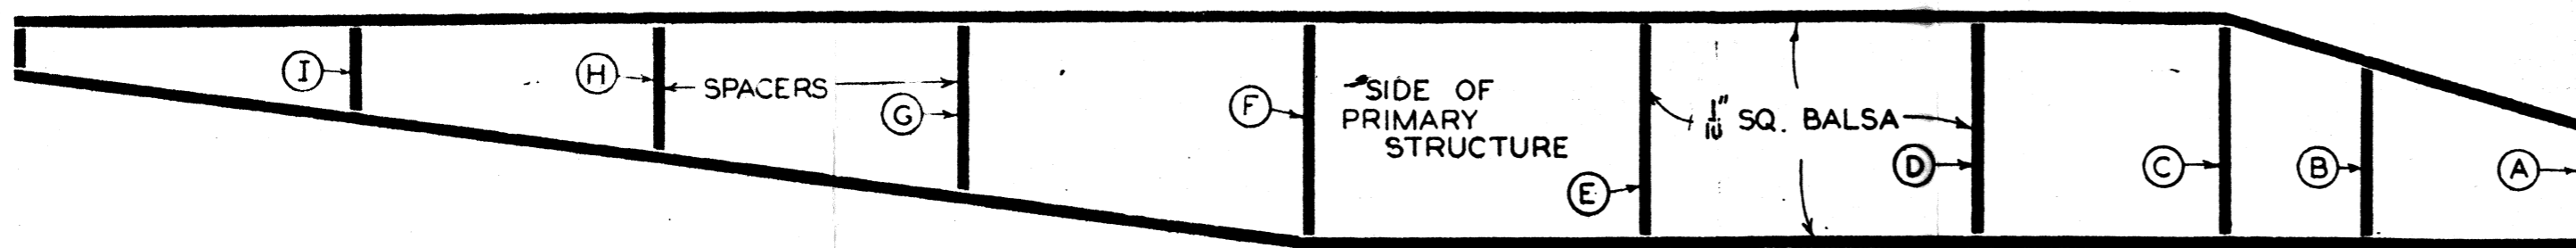 I
H
SPACERS
G
F
SIDE OF
PRIMARY
STRUCTURE
E
1/16" SQ. BALSA
D
C
B
A